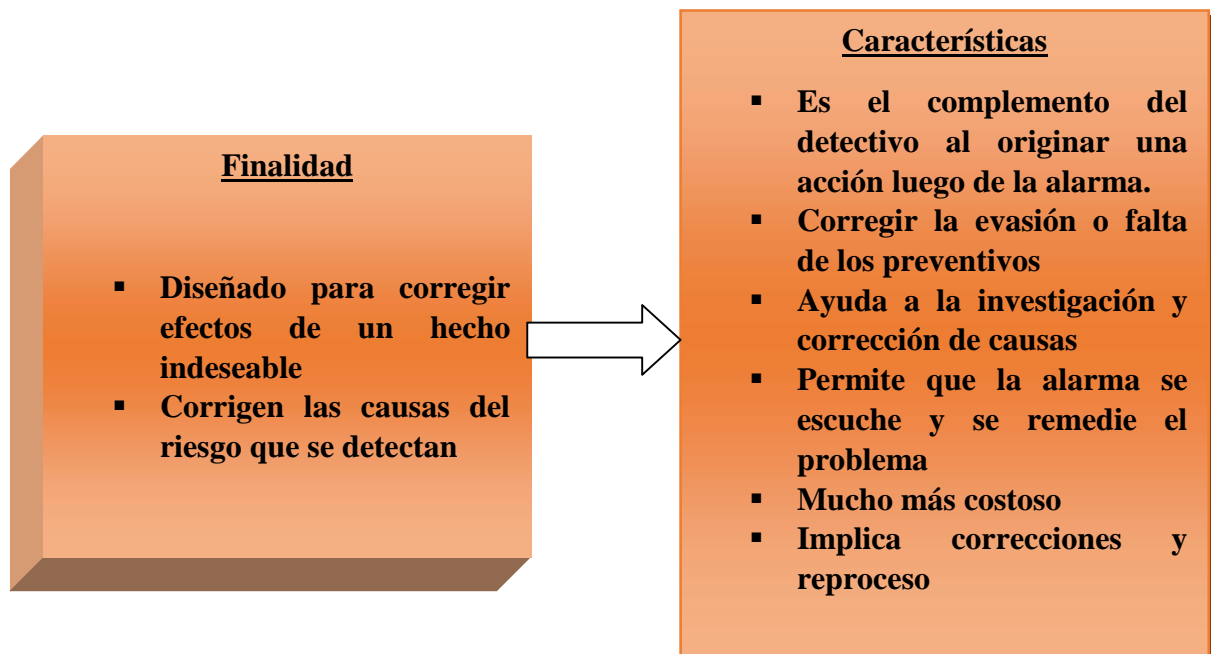 Finalidad
▪ Diseñado para corregir
efectos de un hecho
indeseable
▪ Corrigen las causas del
riesgo que se detectan
Características
▪ Es el complemento del
detectivo al originar una
acción luego de la alarma.
▪ Corregir la evasión o falta
de los preventivos
▪ Ayuda a la investigación y
corrección de causas
▪ Permite que la alarma se
escuche y se remedie el
problema
▪ Mucho más costoso
▪ Implica correcciones y
reproceso